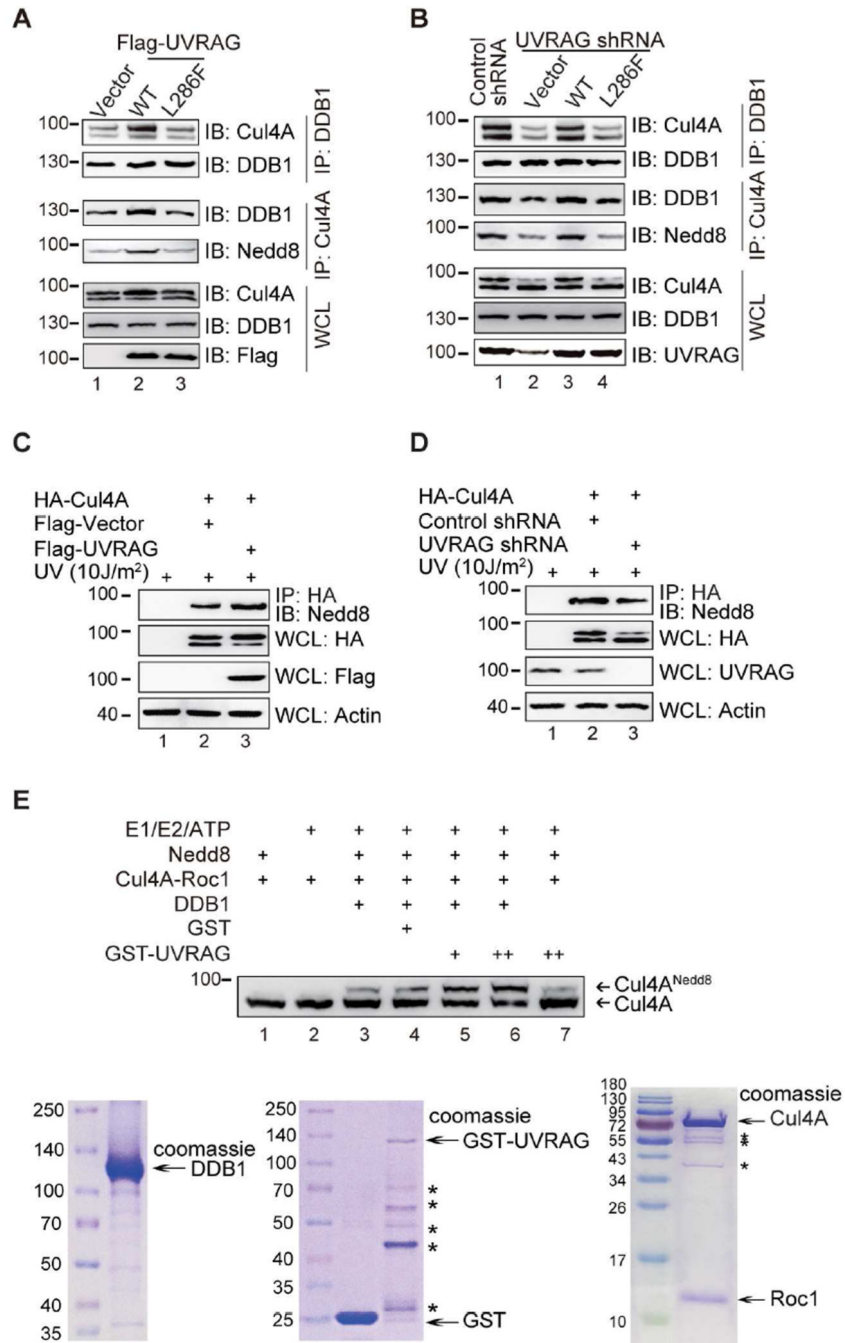 A
Flag-UVRAG
Vector WT L286F
100 IB: Cul4A
130 IB: DDB1
IP: DDB1
130 IB: DDB1
100 IB: Nedd8
IP: Cul4A
100 IB: Cul4A
130 IB: DDB1
100 IB: Flag
WCL
1 2 3
B
Control shRNA
UVRAG shRNA
Vector WT L286F
100 IB: Cul4A
130 IB: DDB1
IP: DDB1
130 IB: DDB1
100 IB: Nedd8
IP: Cul4A
100 IB: Cul4A
130 IB: DDB1
100 IB: UVRAG
WCL
1 2 3 4
C
HA-Cul4A + +
Flag-Vector +
Flag-UVRAG +
UV (10J/m²) + + +
100 IP: HA
IB: Nedd8
100 WCL: HA
100 WCL: Flag
40 WCL: Actin
1 2 3
D
HA-Cul4A + +
Control shRNA +
UVRAG shRNA +
UV (10J/m²) + + +
100 IP: HA
IB: Nedd8
100 WCL: HA
100 WCL: UVRAG
40 WCL: Actin
1 2 3
E
E1/E2/ATP + + + + + +
Nedd8 + + + + + +
Cul4A-Roc1 + + + + + + +
DDB1 + + + +
GST +
GST-UVRAG + ++ ++
100 ← Cul4A^Nedd8
← Cul4A
1 2 3 4 5 6 7
250
140
100
70
50
40
35
coomassie
← DDB1
250
140
100
70
50
40
35
25
coomassie
← GST-UVRAG
*
*
*
*
*
← GST
180
130
95
72
55
43
34
26
17
10
coomassie
← Cul4A
*
*
*
← Roc1